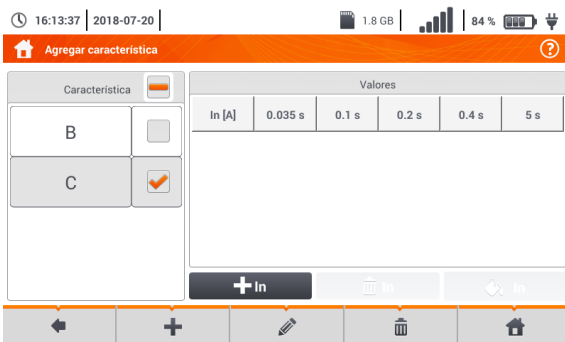 16:13:37 2018-07-20 1.8 GB 84 %
Agregar característica ?
Característica
Valores
In [A] 0.035 s 0.1 s 0.2 s 0.4 s 5 s
B
C
In In In